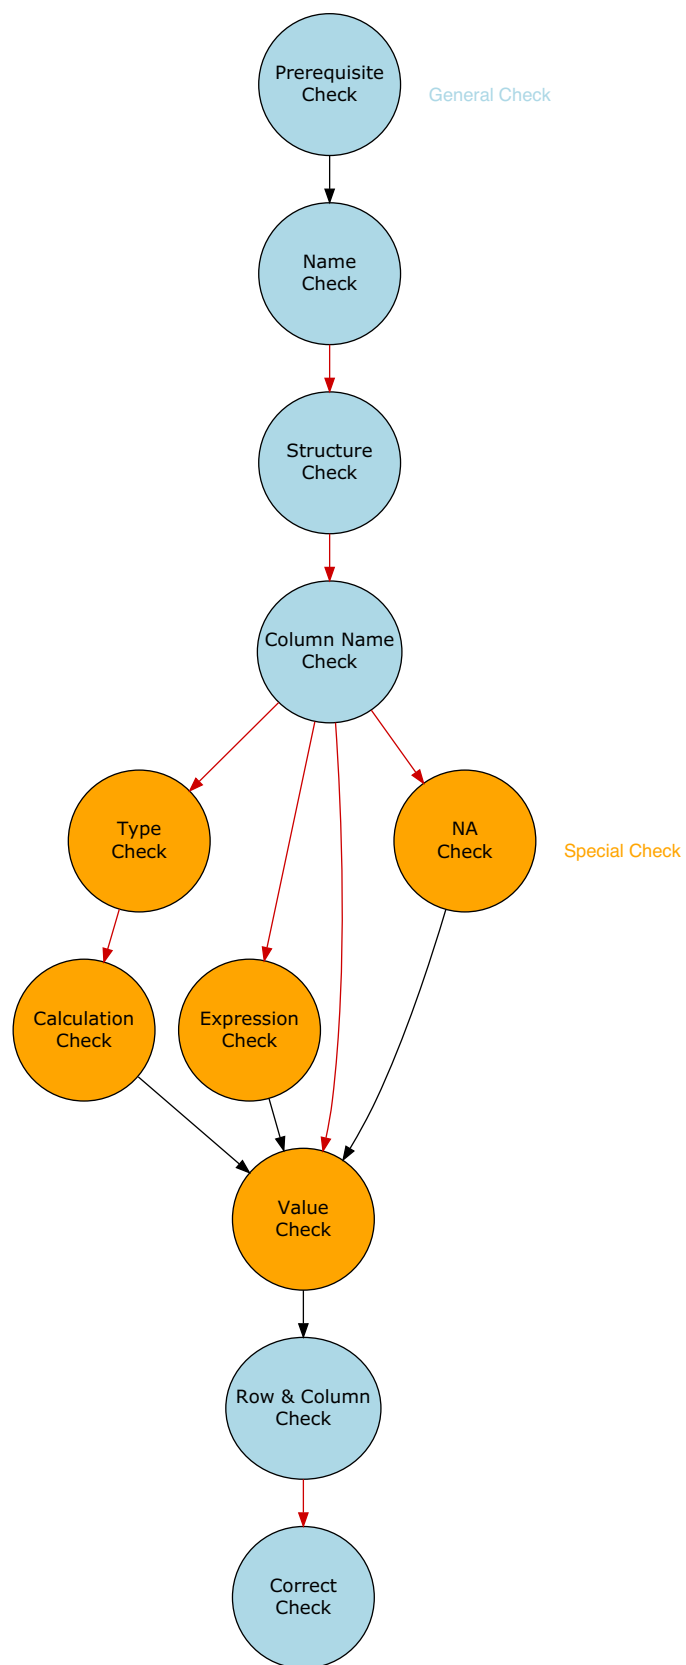 Prerequisite
Check
General Check
Name
Check
Structure
Check
Column Name
Check
Type
Check
NA
Check
Special Check
Calculation
Check
Expression
Check
Value
Check
Row & Column
Check
Correct
Check